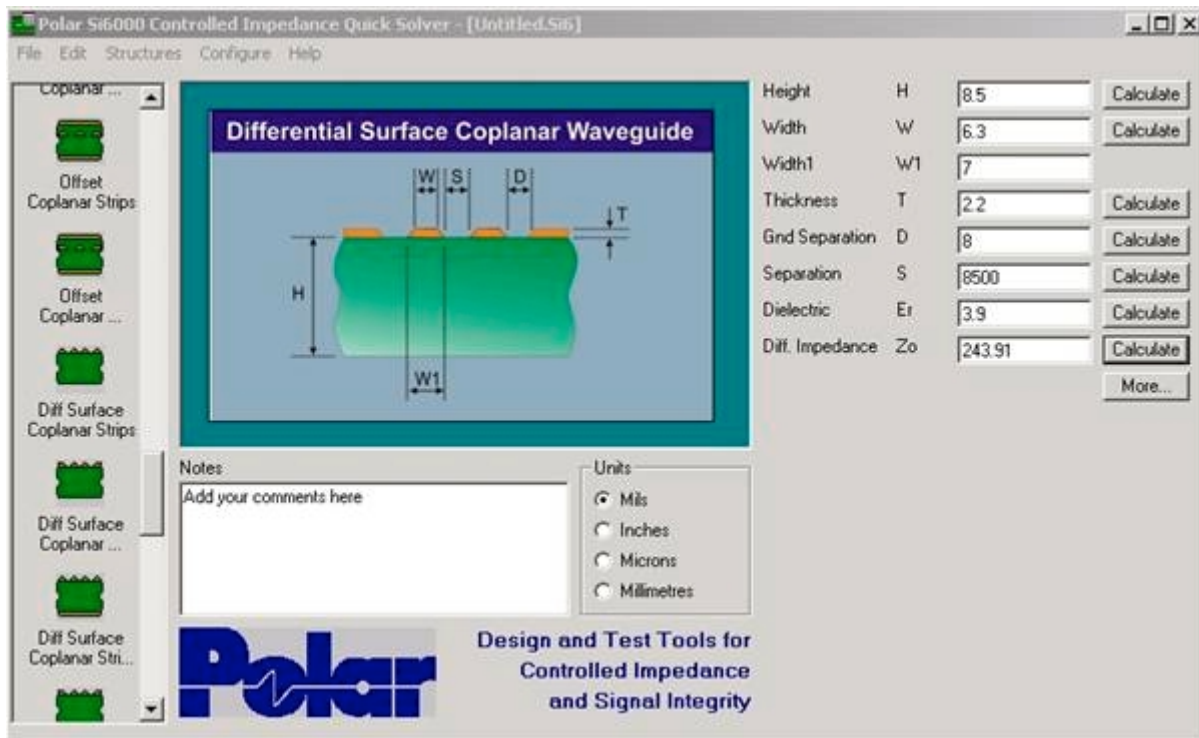 Polar Si6000 Controlled Impedance Quick Solver - [Untitled.Si6]
File Edit Structures Configure Help
Coplanar ...
Offset
Coplanar Strips
Offset
Coplanar ...
Diff Surface
Coplanar Strips
Diff Surface
Coplanar ...
Diff Surface
Coplanar Stri...
Differential Surface Coplanar Waveguide
W S D
T
H
W1
Height H 8.5 Calculate
Width W 6.3 Calculate
Width1 W1 7
Thickness T 2.2 Calculate
Gnd Separation D 8 Calculate
Separation S 8500 Calculate
Dielectric Er 3.9 Calculate
Diff. Impedance Zo 243.91 Calculate
More...
Notes
Add your comments here
Units
Mils
Inches
Microns
Millimetres
Polar
Design and Test Tools for
Controlled Impedance
and Signal Integrity